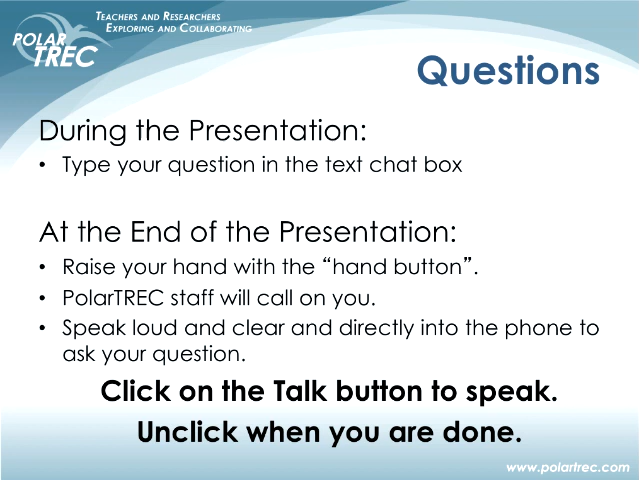 TEACHERS AND RESEARCHERS
EXPLORING AND COLLABORATING
POLAR
TREC
Questions
During the Presentation:
• Type your question in the text chat box
At the End of the Presentation:
• Raise your hand with the “hand button”.
• PolarTREC staff will call on you.
• Speak loud and clear and directly into the phone to
ask your question.
Click on the Talk button to speak.
Unclick when you are done.
www.polartrec.com